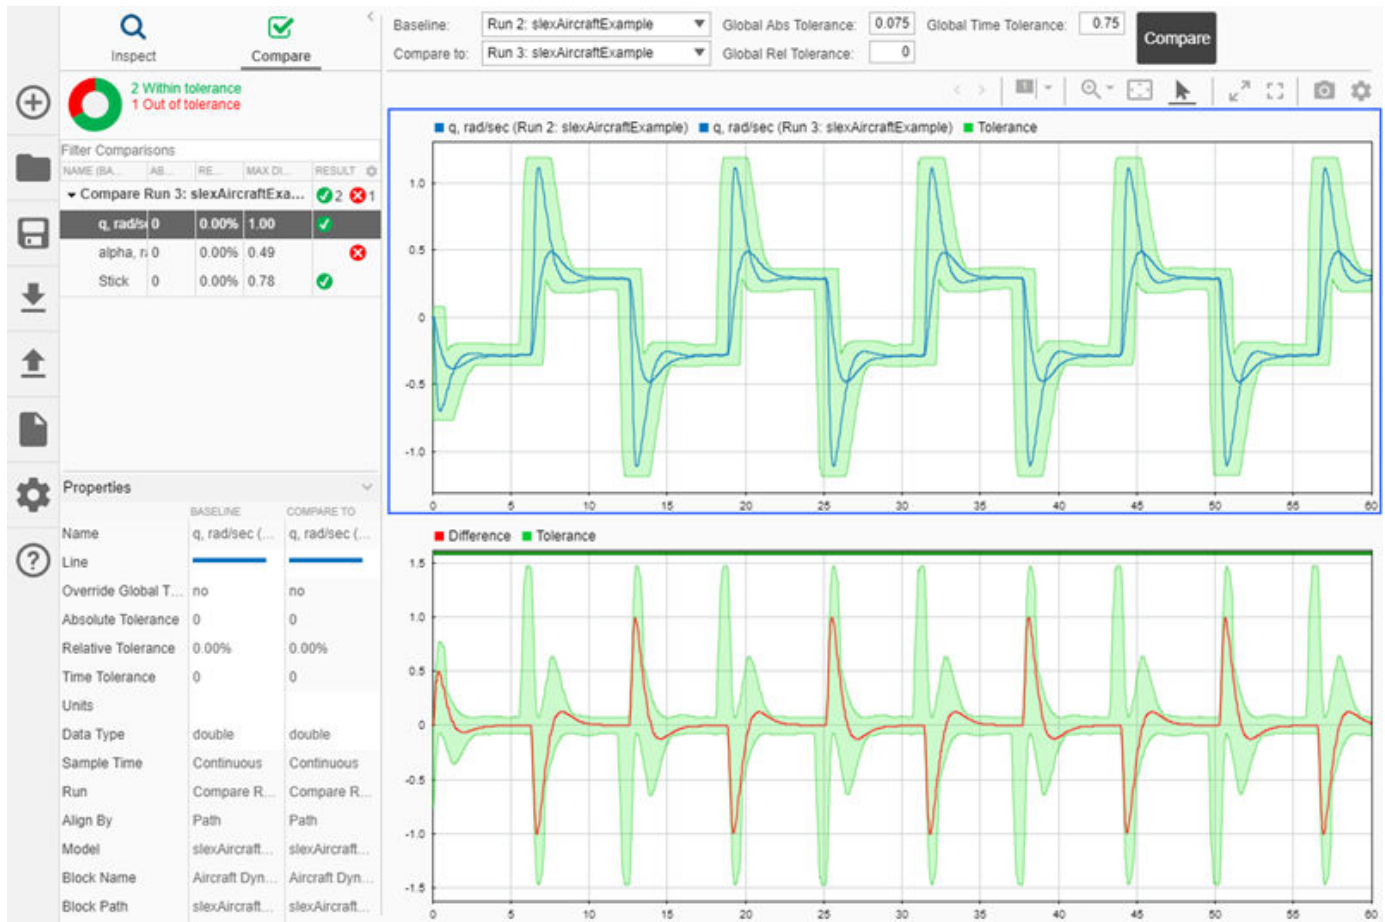 Inspect
Compare
2 Within tolerance
1 Out of tolerance
Filter Comparisons
NAME (BA... AB... RE... MAX DI... RESULT
Compare Run 3: slexAircraftExa... 2 1
q, rad/s 0 0.00% 1.00
alpha, r 0 0.00% 0.49
Stick 0 0.00% 0.78
Properties
BASELINE COMPARE TO
Name q, rad/sec (... q, rad/sec (...
Line
Override Global T... no no
Absolute Tolerance 0 0
Relative Tolerance 0.00% 0.00%
Time Tolerance 0 0
Units
Data Type double double
Sample Time Continuous Continuous
Run Compare R... Compare R...
Align By Path Path
Model slexAircraft... slexAircraft...
Block Name Aircraft Dyn... Aircraft Dyn...
Block Path slexAircraft... slexAircraft...
Baseline: Run 2: slexAircraftExample Global Abs Tolerance: 0.075 Global Time Tolerance: 0.75
Compare to: Run 3: slexAircraftExample Global Rel Tolerance: 0
Compare
q, rad/sec (Run 2: slexAircraftExample) q, rad/sec (Run 3: slexAircraftExample) Tolerance
1.0
0.5
0
-0.5
-1.0
0 5 10 15 20 25 30 35 40 45 50 55 60
Difference Tolerance
1.5
1.0
0.5
0
-0.5
-1.0
-1.5
0 5 10 15 20 25 30 35 40 45 50 55 60